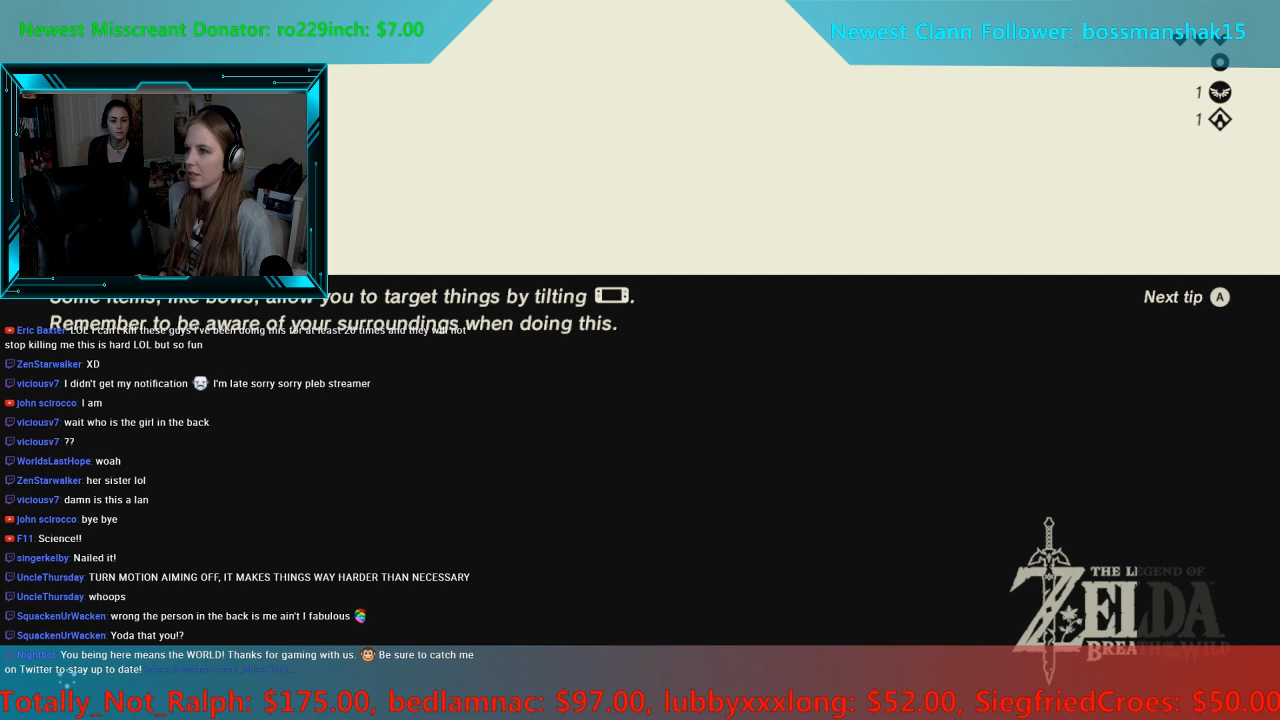 Newest Misscreant Donator: ro229inch: $7.00
Newest Clann Follower: bossmanshak15
1
1
Some items, like bows, allow you to target things by tilting .
Remember to be aware of your surroundings when doing this.
Next tip A
Eric Baxter: LOL I can't kill these guys I've been doing this for at least 20 times and they will not
stop killing me this is hard LOL but so fun
ZenStarwalker: XD
viciousv7: I didn't get my notification I'm late sorry sorry pleb streamer
john scirocco: I am
viciousv7: wait who is the girl in the back
viciousv7: ??
WorldsLastHope: woah
ZenStarwalker: her sister lol
viciousv7: damn is this a lan
john scirocco: bye bye
F11: Science!!
singerkelby: Nailed it!
UncleThursday: TURN MOTION AIMING OFF, IT MAKES THINGS WAY HARDER THAN NECESSARY
UncleThursday: whoops
SquackenUrWacken: wrong the person in the back is me ain't I fabulous
SquackenUrWacken: Yoda that you!?
Nightbot: You being here means the WORLD! Thanks for gaming with us. Be sure to catch me
on Twitter to stay up to date!
THE LEGEND OF
ZELDA
BREATH OF THE WILD
Totally_Not_Ralph: $175.00, bedlamnac: $97.00, lubbyxxxlong: $52.00, SiegfriedCroes: $50.00